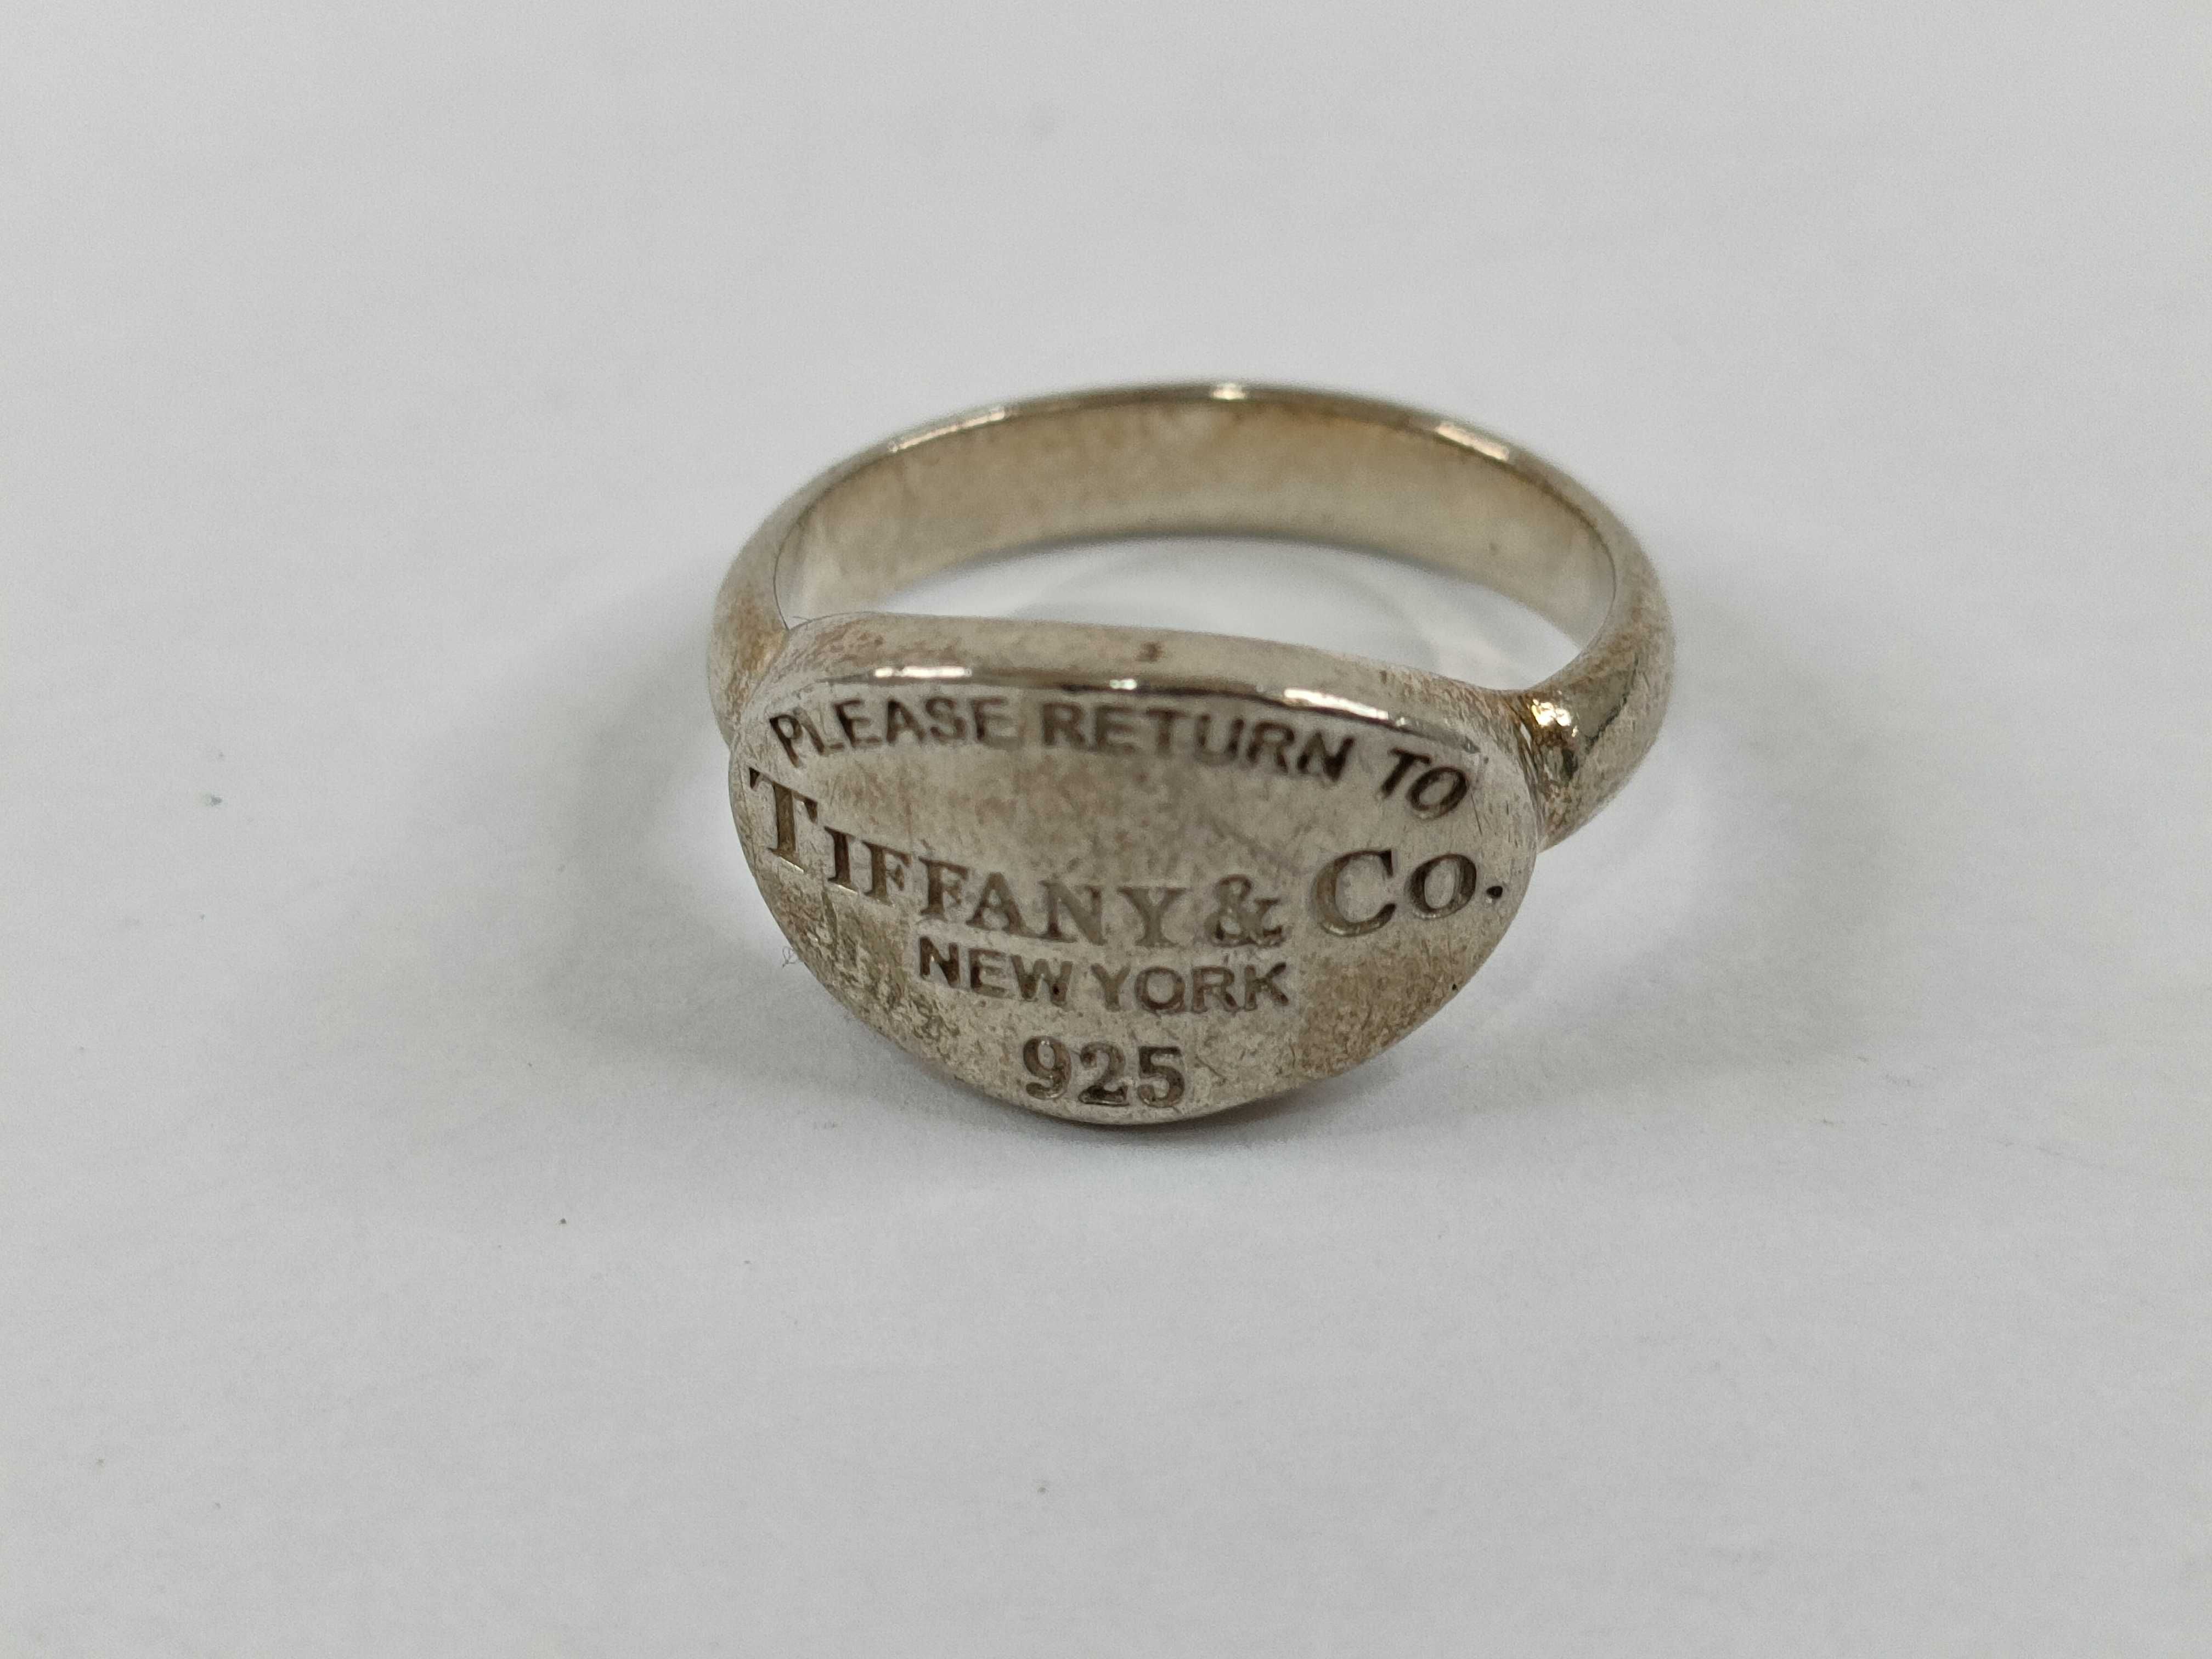 PLEASE RETURN TO
TIFFANY & CO.
NEW YORK
925